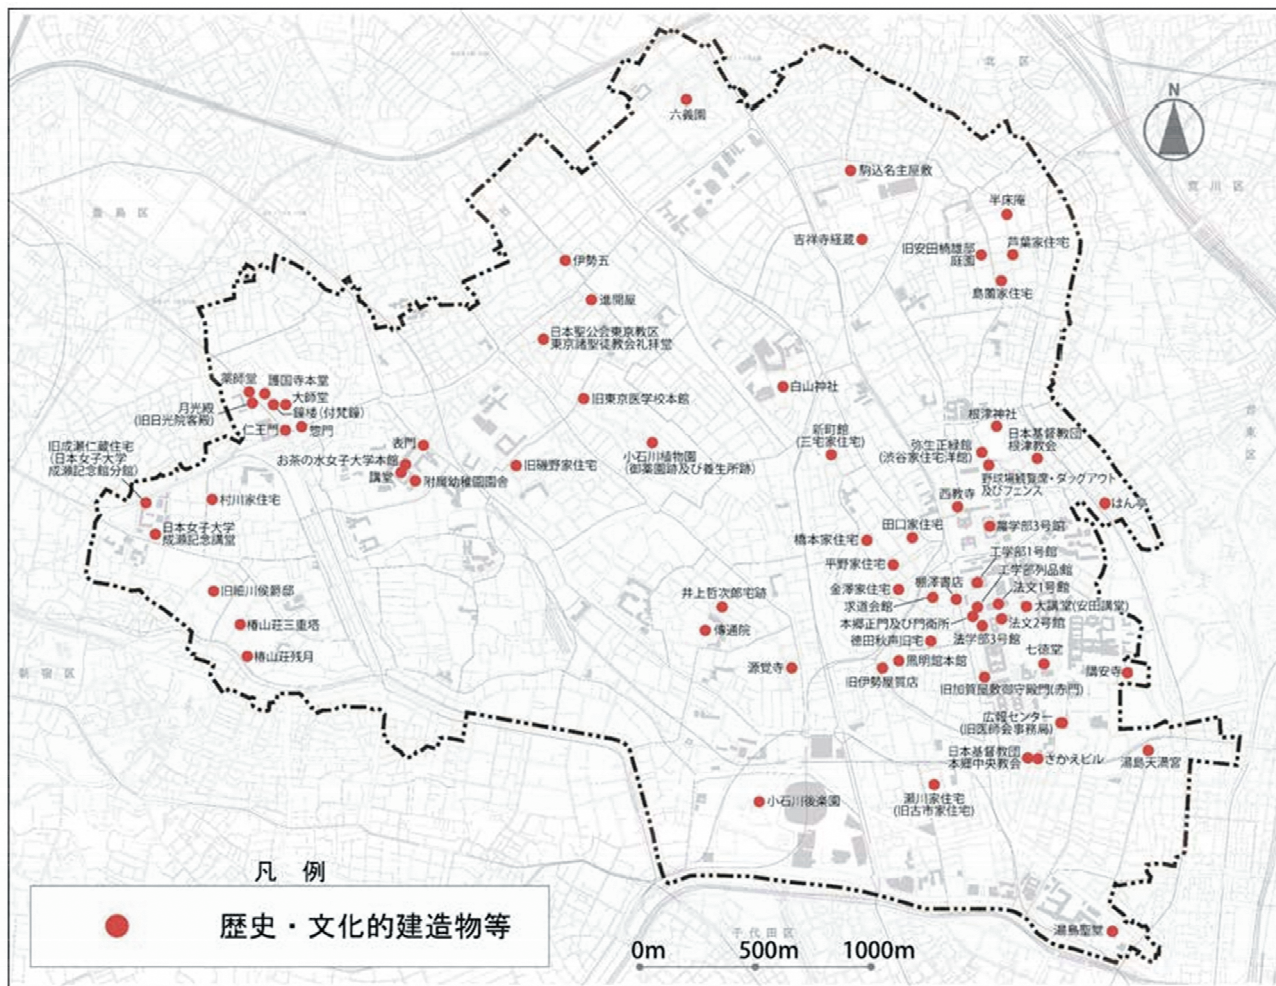 北区
六義園
N
駒込名主屋敷
荒川区
豊島区
半床庵
吉祥寺経蔵
旧安田楠雄邸
庭園
芦葉家住宅
伊勢五
島薗家住宅
進開屋
日本聖公会東京教区
東京諸聖徒教会礼拝堂
薬師堂
護国寺本堂
白山神社
月光殿
(旧日光院客殿)
大師堂
鐘楼(付梵鐘)
旧東京医学校本館
台東区
仁王門
惣門
根津神社
新町館
(三宅家住宅)
日本基督教団
根津教会
旧成瀬仁蔵住宅
(日本女子大学
成瀬記念館分館)
表門
小石川植物園
(御薬園跡及び養生所跡)
弥生正緑館
(渋谷家住宅洋館)
お茶の水女子大学本館
講堂
附属幼稚園園舎
旧磯野家住宅
野球場観覧席・ダッグアウト
及びフェンス
村川家住宅
西教寺
はん亭
日本女子大学
成瀬記念講堂
田口家住宅
農学部3号館
橋本家住宅
工学部1号館
平野家住宅
工学部列品館
旧細川侯爵邸
金澤家住宅
棚澤書店
法文1号館
井上哲次郎宅跡
求道会館
大講堂(安田講堂)
椿山荘三重塔
本郷正門及び門衛所
法文2号館
傳通院
徳田秋声旧宅
法学部3号館
椿山荘残月
源覚寺
鳳明館本館
七徳堂
新宿区
旧伊勢屋質店
旧加賀屋敷御守殿門(赤門)
講安寺
広報センター
(旧医師会事務局)
日本基督教団
本郷中央教会
さかえビル
湯島天満宮
小石川後楽園
瀬川家住宅
(旧古市家住宅)
凡 例
歴史・文化的建造物等
千代田区
湯島聖堂
0m 500m 1000m